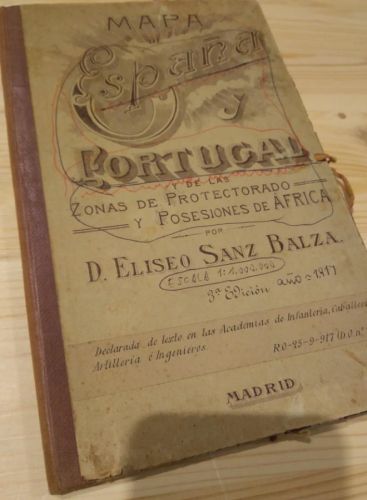 MAPA
España
y
PORTUGAL
Y DE LAS
ZONAS DE PROTECTORADO
Y POSESIONES DE AFRICA
POR
D. ELISEO SANZ BALZA.
ESCALA 1:1.000.000
3ª Edición año=1917
Declarada de texto en las Academias de Infantería, Caballería
Artillería é Ingenieros. R.O-25-9-917 (D.O.nº
MADRID